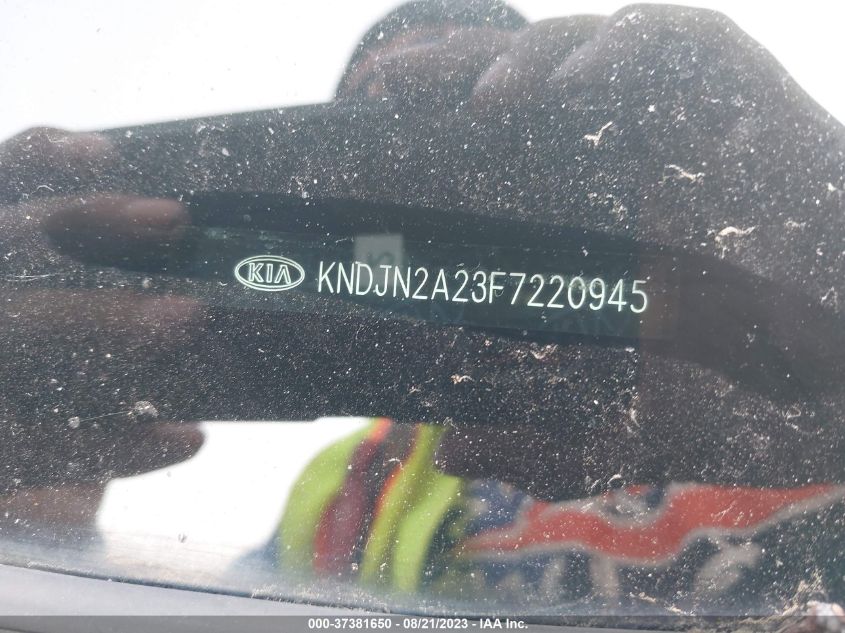 KIA KNDJN2A23F7220945
000-37381650 - 08/21/2023 - IAA Inc.